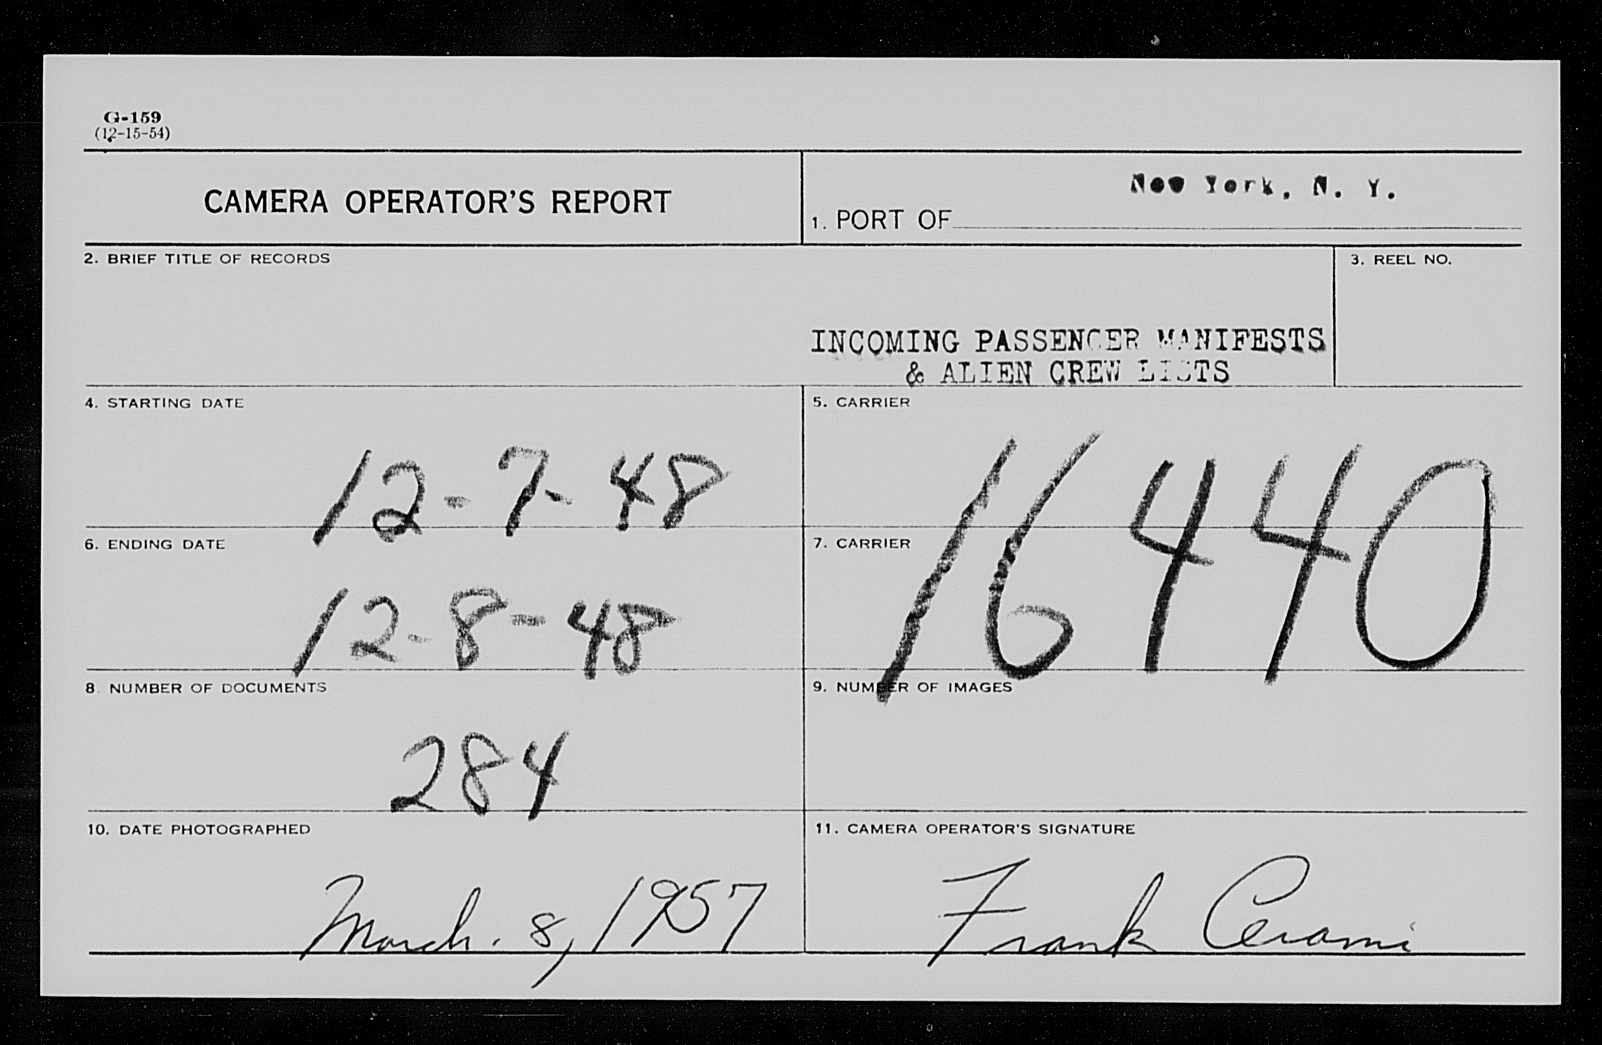 G-159
(12-15-54)
CAMERA OPERATOR'S REPORT
1. PORT OF New York, N. Y.
2. BRIEF TITLE OF RECORDS
3. REEL NO.
INCOMING PASSENGER MANIFESTS
& ALIEN CREW LISTS
4. STARTING DATE
12-7-48
5. CARRIER
16440
6. ENDING DATE
12-8-48
7. CARRIER
8. NUMBER OF DOCUMENTS
284
9. NUMBER OF IMAGES
10. DATE PHOTOGRAPHED
March. 8, 1957
11. CAMERA OPERATOR'S SIGNATURE
Frank Cerami